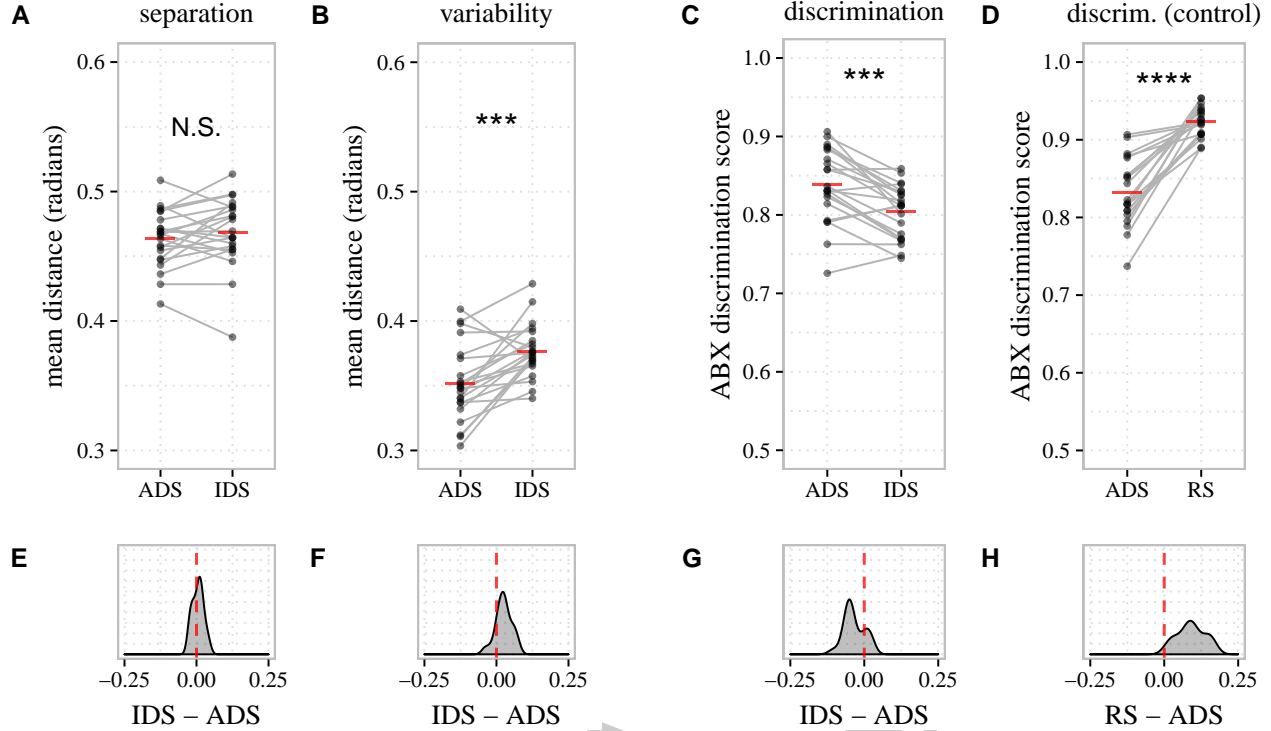 A separation
B variability
C discrimination
D discrim. (control)
mean distance (radians)
0.6
0.5
0.4
0.3
N.S.
ADS IDS
mean distance (radians)
0.6
0.5
0.4
0.3
***
ADS IDS
ABX discrimination score
1.0
0.9
0.8
0.7
0.6
0.5
***
ADS IDS
ABX discrimination score
1.0
0.9
0.8
0.7
0.6
0.5
****
ADS RS
E
−0.25 0.00 0.25
IDS − ADS
F
−0.25 0.00 0.25
IDS − ADS
G
−0.25 0.00 0.25
IDS − ADS
H
−0.25 0.00 0.25
RS − ADS